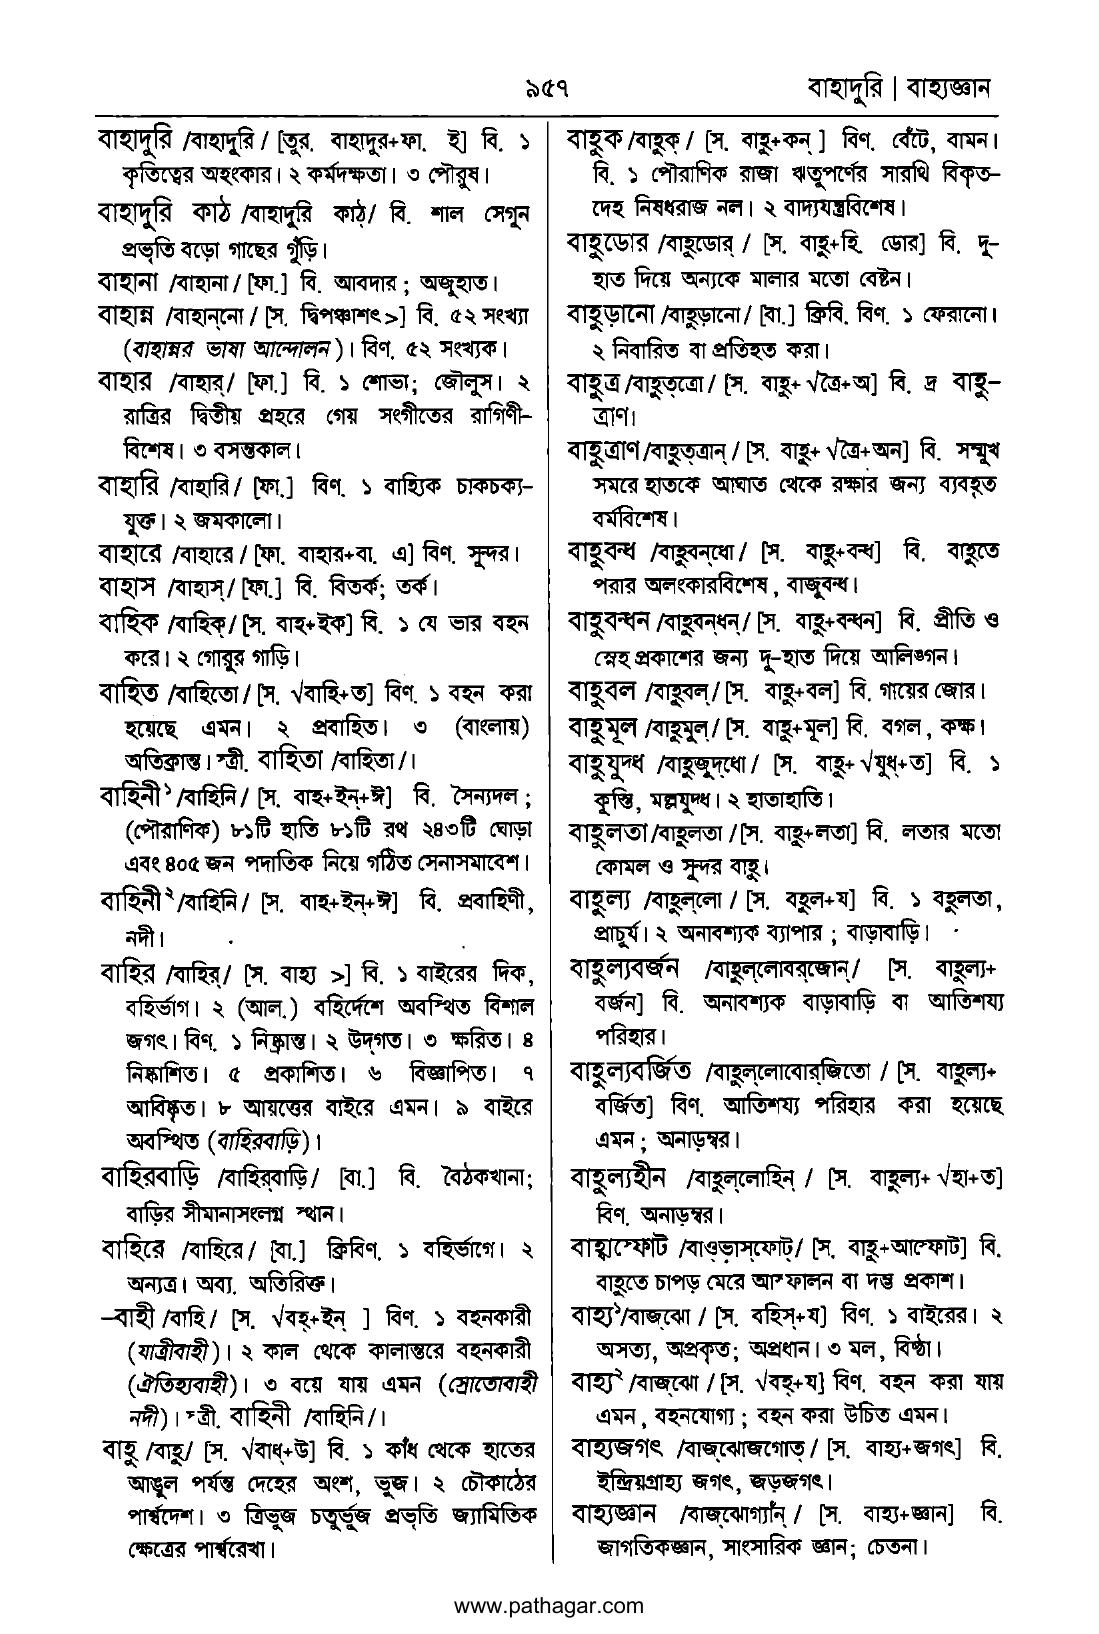 ৯৫৭
বাহাদুরি | বাহ্যজ্ঞান
বাহাদুরি /বাহাদুরি / [তুর. বাহাদুর+ফা. ই] বি. ১
কৃতিত্বের অহংকার। ২ কর্মদক্ষতা। ৩ পৌরুষ।
বাহাদুরি কাঠ /বাহাদুরি কাঠ্/ বি. শাল সেগুন
প্রভৃতি বড়ো গাছের গুঁড়ি।
বাহানা /বাহানা / [ফা.] বি. আবদার ; অজুহাত।
বাহান্ন /বাহান্‌নো / [স. দ্বিপঞ্চাশৎ >] বি. ৫২ সংখ্যা
(বাহান্নর ভাষা আন্দোলন)। বিণ. ৫২ সংখ্যক।
বাহার /বাহার্/ [ফা.] বি. ১ শোভা; জৌলুস। ২
রাত্রির দ্বিতীয় প্রহরে গেয় সংগীতের রাগিণী-
বিশেষ। ৩ বসন্তকাল।
বাহারি /বাহারি / [ফা.] বিণ. ১ বাহ্যিক চাকচক্য-
যুক্ত। ২ জমকালো।
বাহারে /বাহারে / [ফা. বাহার+বা. এ] বিণ. সুন্দর।
বাহাস /বাহাস্/ [ফা.] বি. বিতর্ক; তর্ক।
বাহিক /বাহিক্/ [স. বাহ+ইক] বি. ১ যে ভার বহন
করে। ২ গোরুর গাড়ি।
বাহিত /বাহিতো / [স. √বাহি+ত] বিণ. ১ বহন করা
হয়েছে এমন। ২ প্রবাহিত। ৩ (বাংলায়)
অতিক্রান্ত। স্ত্রী. বাহিতা /বাহিতা/।
বাহিনী১ /বাহিনি / [স. বাহ+ইন্+ঈ] বি. সৈন্যদল ;
(পৌরাণিক) ৮১টি হাতি ৮১টি রথ ২৪৩টি ঘোড়া
এবং ৪০৫ জন পদাতিক নিয়ে গঠিত সেনাসমাবেশ।
বাহিনী২ /বাহিনি / [স. বাহ+ইন্+ঈ] বি. প্রবাহিণী,
নদী।
বাহির /বাহির্/ [স. বাহ্য >] বি. ১ বাইরের দিক,
বহির্ভাগ। ২ (আল.) বহির্দেশে অবস্থিত বিশাল
জগৎ। বিণ. ১ নিষ্ক্রান্ত। ২ উদ্‌গত। ৩ ক্ষরিত। ৪
নিষ্কাশিত। ৫ প্রকাশিত। ৬ বিজ্ঞাপিত। ৭
আবিষ্কৃত। ৮ আয়ত্তের বাইরে এমন। ৯ বাইরে
অবস্থিত (বাহিরবাড়ি)।
বাহিরবাড়ি /বাহির্‌বাড়ি / [বা.] বি. বৈঠকখানা;
বাড়ির সীমানাসংলগ্ন স্থান।
বাহিরে /বাহিরে / [বা.] ক্রিবিণ. ১ বহির্ভাগে। ২
অন্যত্র। অব্য. অতিরিক্ত।
–বাহী /বাহি / [স. √বহ্+ইন্ ] বিণ. ১ বহনকারী
(যাত্রীবাহী)। ২ কাল থেকে কালান্তরে বহনকারী
(ঐতিহ্যবাহী)। ৩ বয়ে যায় এমন (স্রোতোবাহী
নদী)। স্ত্রী. বাহিনী /বাহিনি /।
বাহু /বাহু/ [স. √বাধ্+উ] বি. ১ কাঁধ থেকে হাতের
আঙুল পর্যন্ত দেহের অংশ, ভুজ। ২ চৌকাঠের
পার্শ্বদেশ। ৩ ত্রিভুজ চতুর্ভুজ প্রভৃতি জ্যামিতিক
ক্ষেত্রের পার্শ্বরেখা।
বাহুক /বাহুক্ / [স. বাহু+কন্ ] বিণ. বেঁটে, বামন।
বি. ১ পৌরাণিক রাজা ঋতুপর্ণের সারথি বিকৃত-
দেহ নিষধরাজ নল। ২ বাদ্যযন্ত্রবিশেষ।
বাহুডোর /বাহুডোর্ / [স. বাহু+হি. ডোর] বি. দু-
হাত দিয়ে অন্যকে মালার মতো বেষ্টন।
বাহুড়ানো /বাহুড়ানো / [বা.] ক্রিবি. বিণ. ১ ফেরানো।
২ নিবারিত বা প্রতিহত করা।
বাহুত্র /বাহুত্‌ত্রো / [স. বাহু+ √ত্রৈ+অ] বি. দ্র বাহু-
ত্রাণ।
বাহুত্রাণ /বাহুত্‌ত্রান্ / [স. বাহু+ √ত্রৈ+অন] বি. সম্মুখ
সমরে হাতকে আঘাত থেকে রক্ষার জন্য ব্যবহৃত
বর্মবিশেষ।
বাহুবন্ধ /বাহুবন্‌ধো / [স. বাহু+বন্ধ] বি. বাহুতে
পরার অলংকারবিশেষ, বাজুবন্ধ।
বাহুবন্ধন /বাহুবন্‌ধন্/ [স. বাহু+বন্ধন] বি. প্রীতি ও
স্নেহ প্রকাশের জন্য দু-হাত দিয়ে আলিঙ্গন।
বাহুবল /বাহুবল্/ [স. বাহু+বল] বি. গায়ের জোর।
বাহুমূল /বাহুমুল্/ [স. বাহু+মূল] বি. বগল, কক্ষ।
বাহুযুদ্ধ /বাহুজুদ্‌ধো / [স. বাহু+ √যুধ্+ত] বি. ১
কুস্তি, মল্লযুদ্ধ। ২ হাতাহাতি।
বাহুলতা /বাহুলতা / [স. বাহু+লতা] বি. লতার মতো
কোমল ও সুন্দর বাহু।
বাহুল্য /বাহুল্‌লো / [স. বহুল+য] বি. ১ বহুলতা,
প্রাচুর্য। ২ অনাবশ্যক ব্যাপার ; বাড়াবাড়ি।
বাহুল্যবর্জন /বাহুল্‌লোবর্‌জোন্/ [স. বাহুল্য+
বর্জন] বি. অনাবশ্যক বাড়াবাড়ি বা আতিশয্য
পরিহার।
বাহুল্যবর্জিত /বাহুল্‌লোবোর্‌জিতো / [স. বাহুল্য+
বর্জিত] বিণ. আতিশয্য পরিহার করা হয়েছে
এমন ; অনাড়ম্বর।
বাহুল্যহীন /বাহুল্‌লোহিন্ / [স. বাহুল্য+ √হা+ত]
বিণ. অনাড়ম্বর।
বাহ্বাস্ফোট /বাওভাস্‌ফোট্/ [স. বাহু+আস্ফোট] বি.
বাহুতে চাপড় মেরে আস্ফালন বা দম্ভ প্রকাশ।
বাহ্য১ /বাজ্‌ঝো / [স. বহিস্+য] বিণ. ১ বাইরের। ২
অসত্য, অপ্রকৃত; অপ্রধান। ৩ মল, বিষ্ঠা।
বাহ্য২ /বাজ্‌ঝো / [স. √বহ্+য] বিণ. বহন করা যায়
এমন, বহনযোগ্য ; বহন করা উচিত এমন।
বাহ্যজগৎ /বাজ্‌ঝোজগোত্ / [স. বাহ্য+জগৎ] বি.
ইন্দ্রিয়গ্রাহ্য জগৎ, জড়জগৎ।
বাহ্যজ্ঞান /বাজ্‌ঝোগ্যাঁন্ / [স. বাহ্য+জ্ঞান] বি.
জাগতিকজ্ঞান, সাংসারিক জ্ঞান; চেতনা।
www.pathagar.com